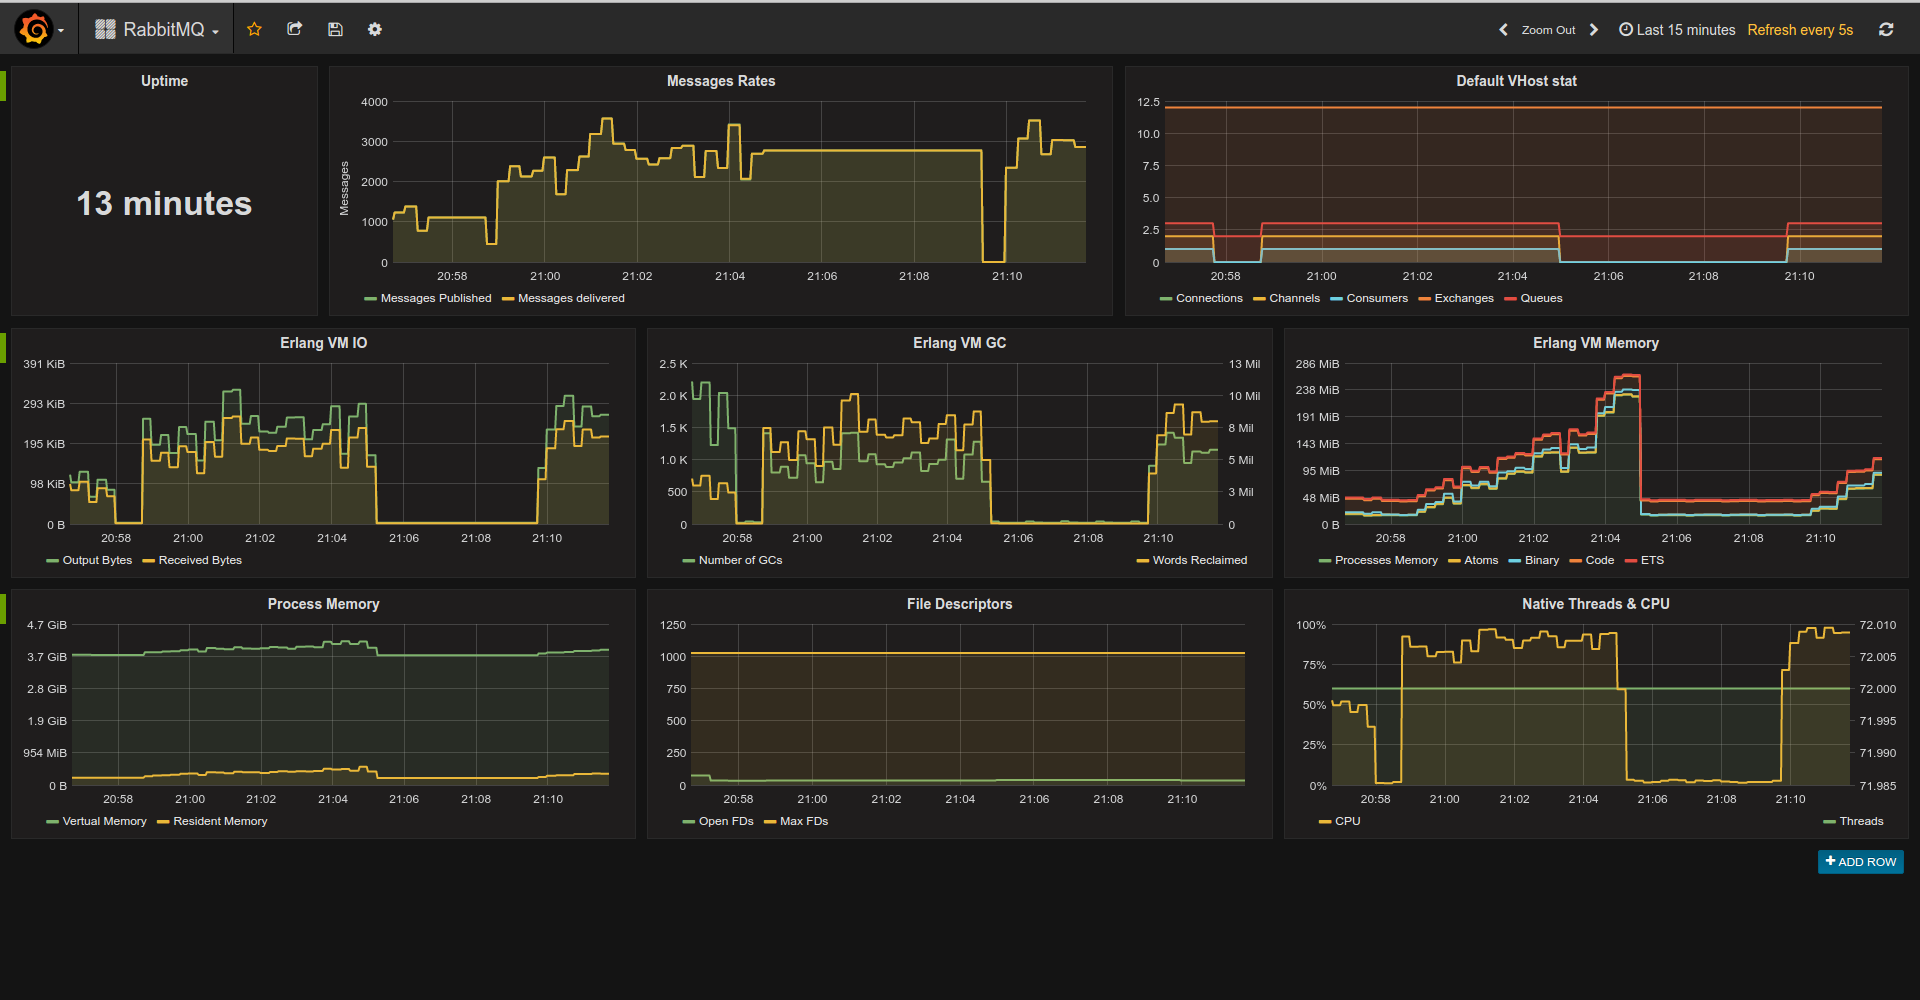 RabbitMQ
Zoom Out
Last 15 minutes
Refresh every 5s
Uptime
13 minutes
Messages Rates
Messages
4000
3000
2000
1000
0
20:58 21:00 21:02 21:04 21:06 21:08 21:10
Messages Published Messages delivered
Default VHost stat
12.5
10.0
7.5
5.0
2.5
0
20:58 21:00 21:02 21:04 21:06 21:08 21:10
Connections Channels Consumers Exchanges Queues
Erlang VM IO
391 KiB
293 KiB
195 KiB
98 KiB
0 B
20:58 21:00 21:02 21:04 21:06 21:08 21:10
Output Bytes Received Bytes
Erlang VM GC
2.5 K 13 Mil
2.0 K 10 Mil
1.5 K 8 Mil
1.0 K 5 Mil
500 3 Mil
0 0
20:58 21:00 21:02 21:04 21:06 21:08 21:10
Number of GCs Words Reclaimed
Erlang VM Memory
286 MiB
238 MiB
191 MiB
143 MiB
95 MiB
48 MiB
0 B
20:58 21:00 21:02 21:04 21:06 21:08 21:10
Processes Memory Atoms Binary Code ETS
Process Memory
4.7 GiB
3.7 GiB
2.8 GiB
1.9 GiB
954 MiB
0 B
20:58 21:00 21:02 21:04 21:06 21:08 21:10
Vertual Memory Resident Memory
File Descriptors
1250
1000
750
500
250
0
20:58 21:00 21:02 21:04 21:06 21:08 21:10
Open FDs Max FDs
Native Threads & CPU
100% 72.010
75% 72.005
72.000
50% 71.995
25% 71.990
0% 71.985
20:58 21:00 21:02 21:04 21:06 21:08 21:10
CPU Threads
+ ADD ROW